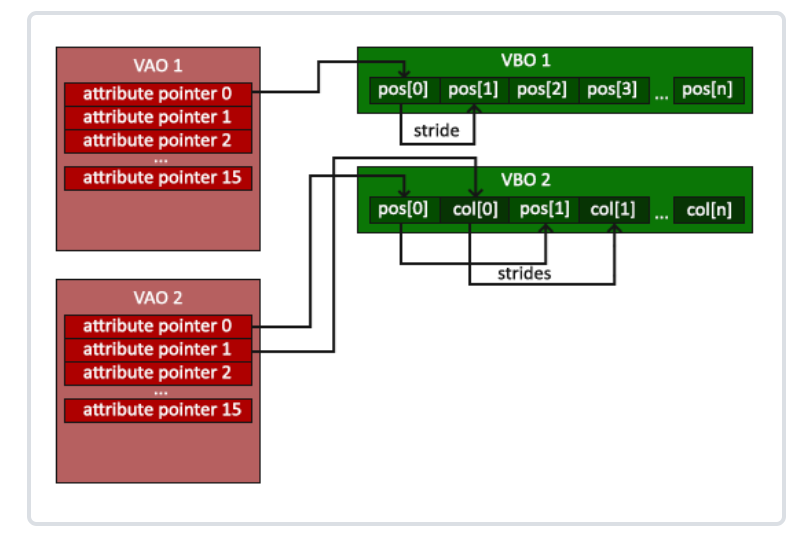 VAO 1
attribute pointer 0
attribute pointer 1
attribute pointer 2
...
attribute pointer 15
VBO 1
pos[0] pos[1] pos[2] pos[3] ... pos[n]
stride
VBO 2
pos[0] col[0] pos[1] col[1] ... col[n]
strides
VAO 2
attribute pointer 0
attribute pointer 1
attribute pointer 2
...
attribute pointer 15